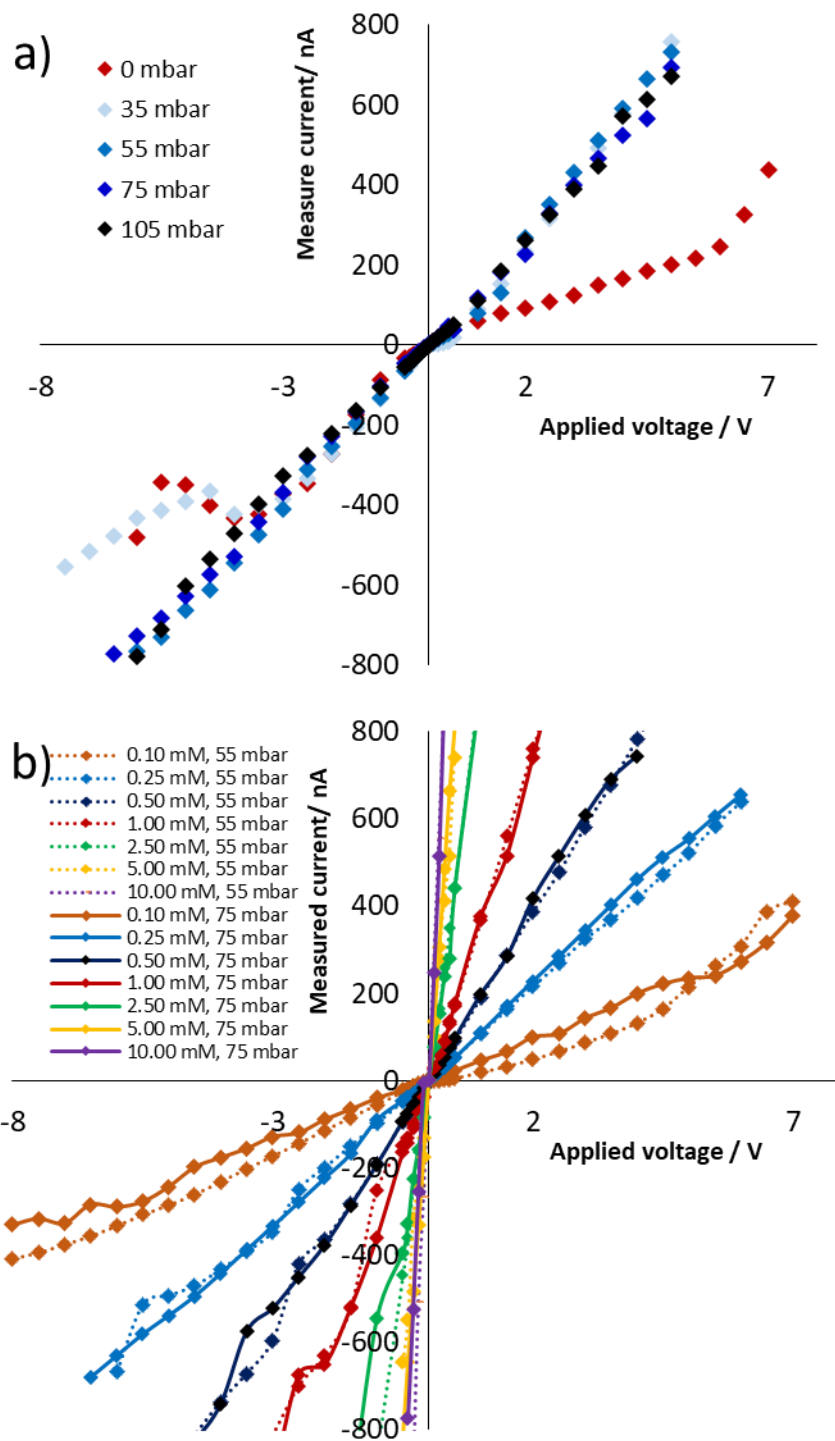 a)
0 mbar
35 mbar
55 mbar
75 mbar
105 mbar
Measure current/ nA
800
600
400
200
0
-200
-400
-600
-800
-8
-3
2
7
Applied voltage / V
b)
0.10 mM, 55 mbar
0.25 mM, 55 mbar
0.50 mM, 55 mbar
1.00 mM, 55 mbar
2.50 mM, 55 mbar
5.00 mM, 55 mbar
10.00 mM, 55 mbar
0.10 mM, 75 mbar
0.25 mM, 75 mbar
0.50 mM, 75 mbar
1.00 mM, 75 mbar
2.50 mM, 75 mbar
5.00 mM, 75 mbar
10.00 mM, 75 mbar
Measured current/ nA
800
600
400
200
0
-200
-400
-600
-800
-8
-3
2
7
Applied voltage / V